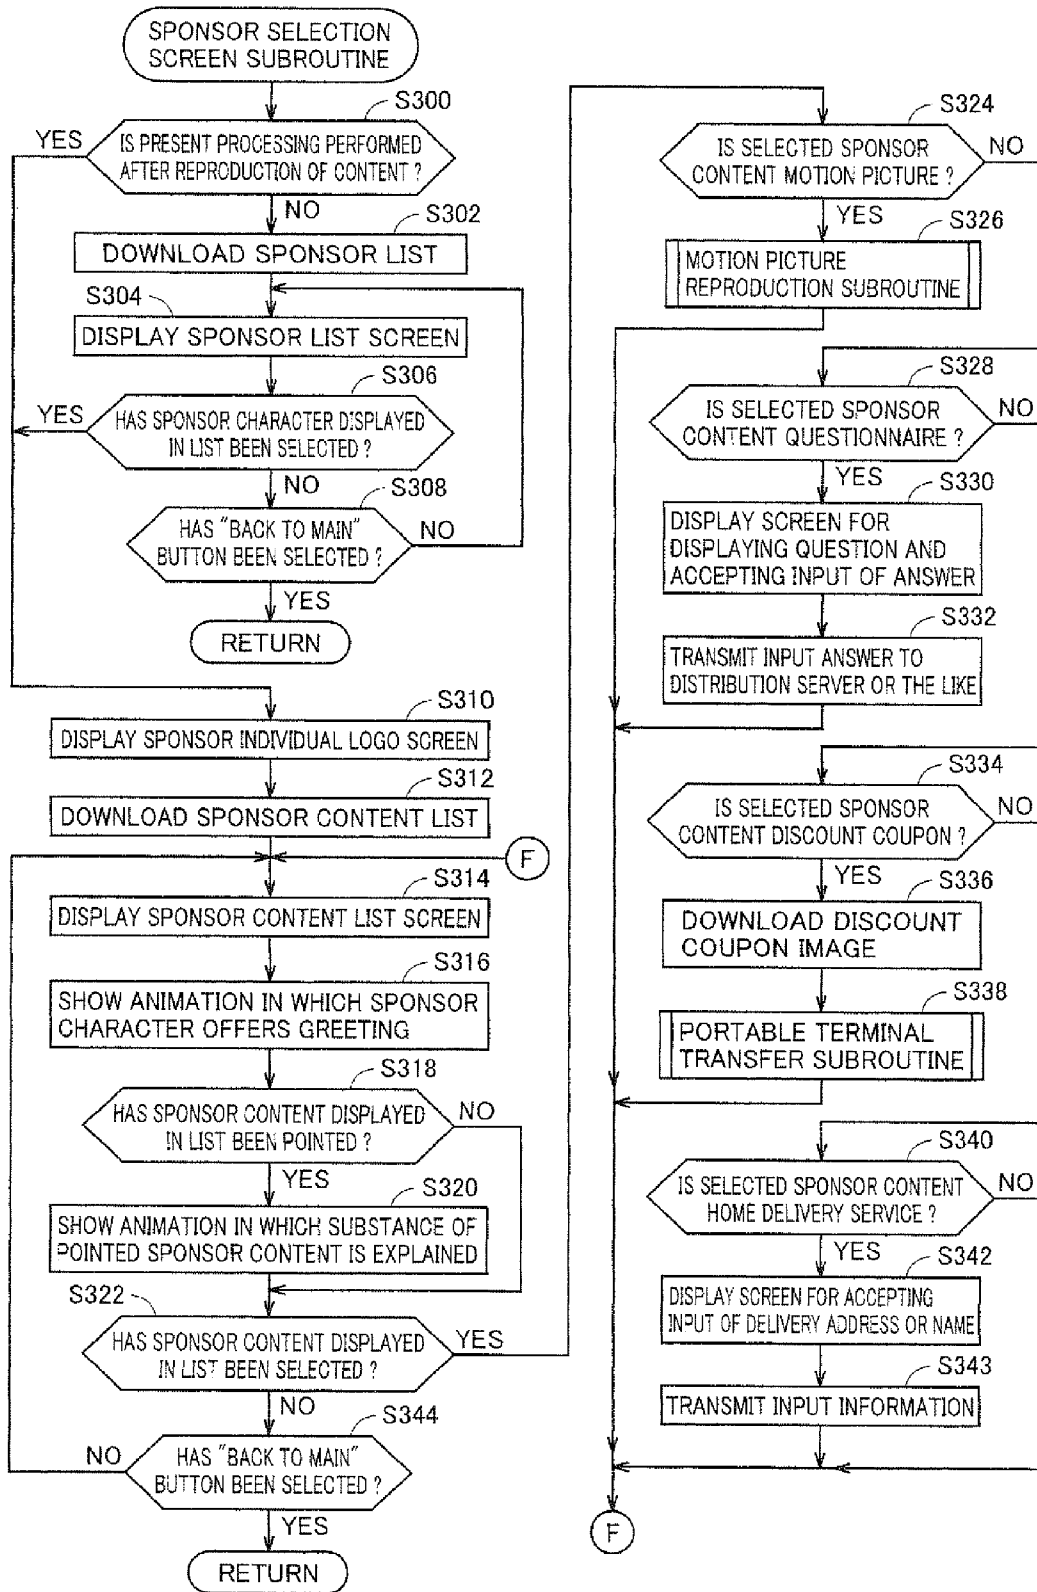 SPONSOR SELECTION
SCREEN SUBROUTINE
S300
YES
IS PRESENT PROCESSING PERFORMED
AFTER REPRODUCTION OF CONTENT ?
NO
S302
DOWNLOAD SPONSOR LIST
S304
DISPLAY SPONSOR LIST SCREEN
S306
YES
HAS SPONSOR CHARACTER DISPLAYED
IN LIST BEEN SELECTED ?
NO
S308
HAS "BACK TO MAIN"
BUTTON BEEN SELECTED ?
NO
YES
RETURN
S310
DISPLAY SPONSOR INDIVIDUAL LOGO SCREEN
S312
DOWNLOAD SPONSOR CONTENT LIST
F
S314
DISPLAY SPONSOR CONTENT LIST SCREEN
S316
SHOW ANIMATION IN WHICH SPONSOR
CHARACTER OFFERS GREETING
S318
HAS SPONSOR CONTENT DISPLAYED
IN LIST BEEN POINTED ?
NO
YES
S320
SHOW ANIMATION IN WHICH SUBSTANCE OF
POINTED SPONSOR CONTENT IS EXPLAINED
S322
HAS SPONSOR CONTENT DISPLAYED
IN LIST BEEN SELECTED ?
YES
NO
S344
NO
HAS "BACK TO MAIN"
BUTTON BEEN SELECTED ?
YES
RETURN
S324
IS SELECTED SPONSOR
CONTENT MOTION PICTURE ?
NO
YES
S326
MOTION PICTURE
REPRODUCTION SUBROUTINE
S328
IS SELECTED SPONSOR
CONTENT QUESTIONNAIRE ?
NO
YES
S330
DISPLAY SCREEN FOR
DISPLAYING QUESTION AND
ACCEPTING INPUT OF ANSWER
S332
TRANSMIT INPUT ANSWER TO
DISTRIBUTION SERVER OR THE LIKE
S334
IS SELECTED SPONSOR
CONTENT DISCOUNT COUPON ?
NO
YES
S336
DOWNLOAD DISCOUNT
COUPON IMAGE
S338
PORTABLE TERMINAL
TRANSFER SUBROUTINE
S340
IS SELECTED SPONSOR CONTENT
HOME DELIVERY SERVICE ?
NO
YES
S342
DISPLAY SCREEN FOR ACCEPTING
INPUT OF DELIVERY ADDRESS OR NAME
S343
TRANSMIT INPUT INFORMATION
F